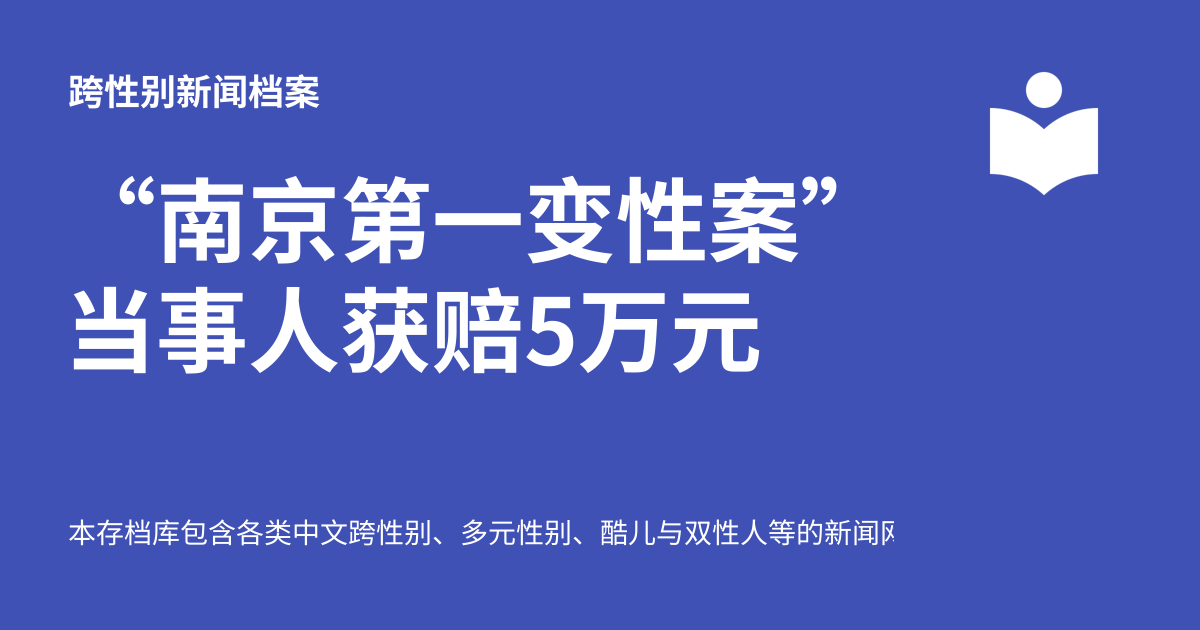 跨性别新闻档案
“南京第一变性案”
当事人获赔5万元
本存档库包含各类中文跨性别、多元性别、酷儿与双性人等的新闻